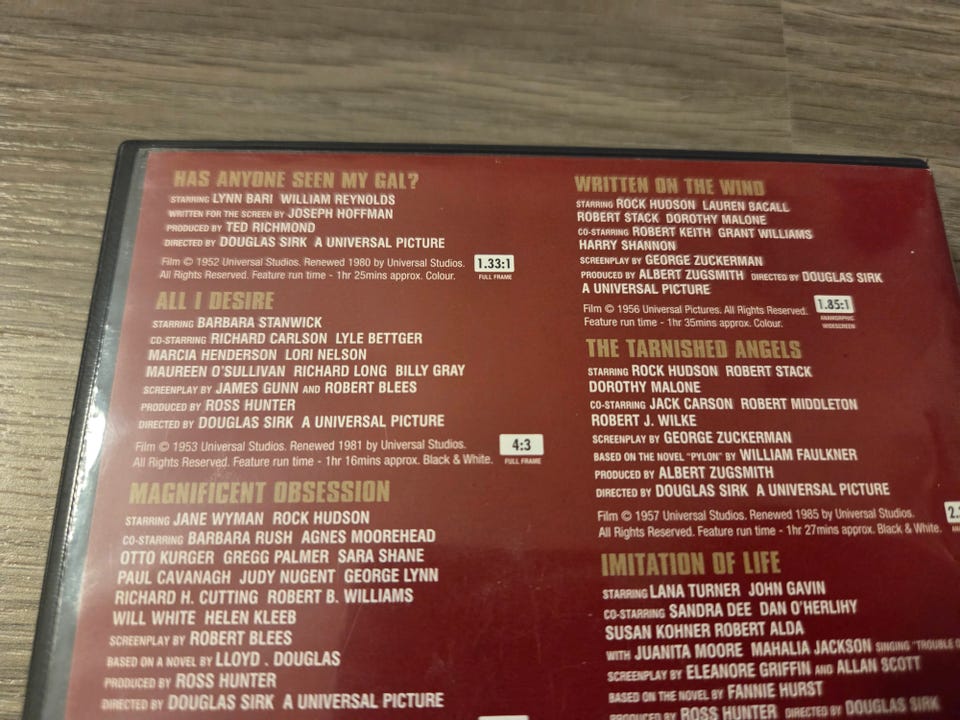 HAS ANYONE SEEN MY GAL?
STARRING LYNN BARI WILLIAM REYNOLDS
WRITTEN FOR THE SCREEN BY JOSEPH HOFFMAN
PRODUCED BY TED RICHMOND
DIRECTED BY DOUGLAS SIRK A UNIVERSAL PICTURE
Film © 1952 Universal Studios. Renewed 1980 by Universal Studios.
All Rights Reserved. Feature run time - 1hr 25mins approx. Colour.
1.33:1
FULL FRAME
ALL I DESIRE
STARRING BARBARA STANWICK
CO-STARRING RICHARD CARLSON LYLE BETTGER
MARCIA HENDERSON LORI NELSON
MAUREEN O'SULLIVAN RICHARD LONG BILLY GRAY
SCREENPLAY BY JAMES GUNN AND ROBERT BLEES
PRODUCED BY ROSS HUNTER
DIRECTED BY DOUGLAS SIRK A UNIVERSAL PICTURE
Film © 1953 Universal Studios. Renewed 1981 by Universal Studios.
All Rights Reserved. Feature run time - 1hr 16mins approx. Black & White.
4:3
FULL FRAME
MAGNIFICENT OBSESSION
STARRING JANE WYMAN ROCK HUDSON
CO-STARRING BARBARA RUSH AGNES MOOREHEAD
OTTO KURGER GREGG PALMER SARA SHANE
PAUL CAVANAGH JUDY NUGENT GEORGE LYNN
RICHARD H. CUTTING ROBERT B. WILLIAMS
WILL WHITE HELEN KLEEB
SCREENPLAY BY ROBERT BLEES
BASED ON A NOVEL BY LLOYD . DOUGLAS
PRODUCED BY ROSS HUNTER
DIRECTED BY DOUGLAS SIRK A UNIVERSAL PICTURE
WRITTEN ON THE WIND
STARRING ROCK HUDSON LAUREN BACALL
ROBERT STACK DOROTHY MALONE
CO-STARRING ROBERT KEITH GRANT WILLIAMS
HARRY SHANNON
SCREENPLAY BY GEORGE ZUCKERMAN
PRODUCED BY ALBERT ZUGSMITH DIRECTED BY DOUGLAS SIRK
A UNIVERSAL PICTURE
Film © 1956 Universal Pictures. All Rights Reserved.
Feature run time - 1hr 35mins approx. Colour.
1.85:1
ANAMORPHIC
WIDESCREEN
THE TARNISHED ANGELS
STARRING ROCK HUDSON ROBERT STACK
DOROTHY MALONE
CO-STARRING JACK CARSON ROBERT MIDDLETON
ROBERT J. WILKE
SCREENPLAY BY GEORGE ZUCKERMAN
BASED ON THE NOVEL "PYLON" BY WILLIAM FAULKNER
PRODUCED BY ALBERT ZUGSMITH
DIRECTED BY DOUGLAS SIRK A UNIVERSAL PICTURE
Film © 1957 Universal Studios. Renewed 1985 by Universal Studios.
All Rights Reserved. Feature run time - 1hr 27mins approx. Black & White.
IMITATION OF LIFE
STARRING LANA TURNER JOHN GAVIN
CO-STARRING SANDRA DEE DAN O'HERLIHY
SUSAN KOHNER ROBERT ALDA
WITH JUANITA MOORE MAHALIA JACKSON SINGING "TROUBLE
SCREENPLAY BY ELEANORE GRIFFIN AND ALLAN SCOTT
BASED ON THE NOVEL BY FANNIE HURST
PRODUCED BY ROSS HUNTER DIRECTED BY DOUGLAS SIRK